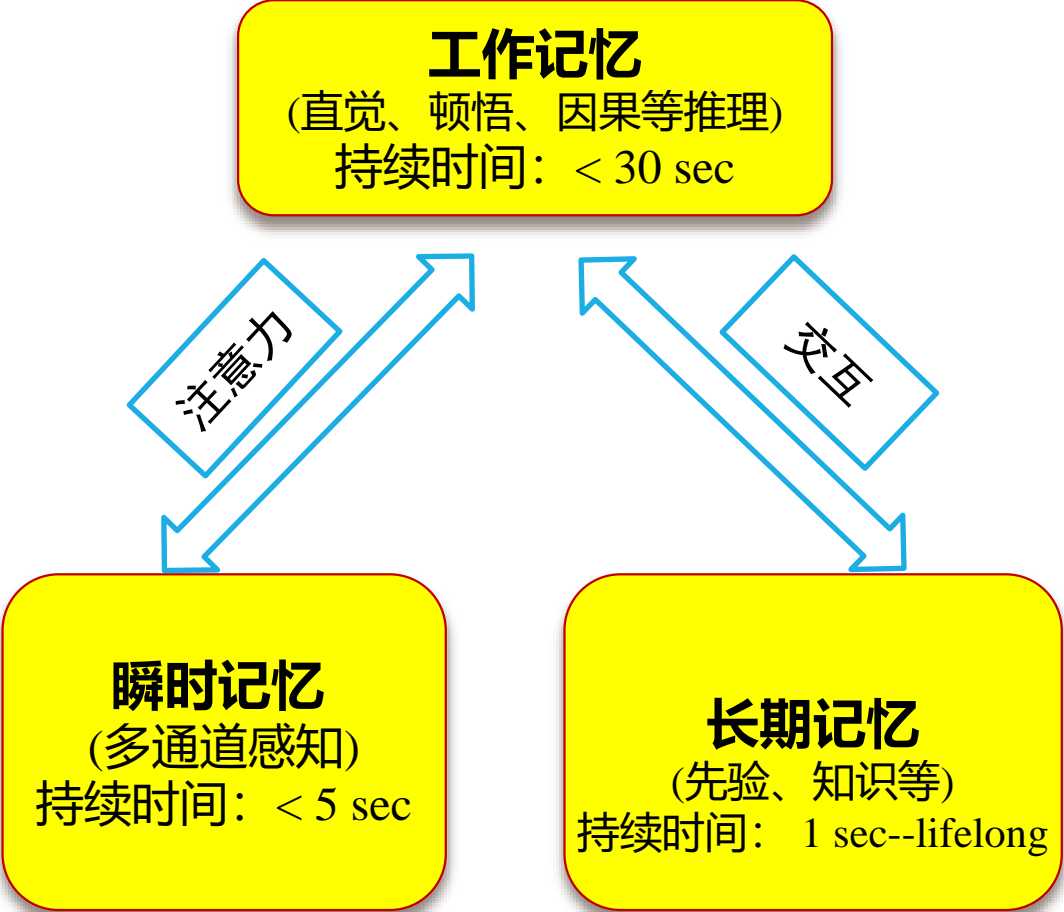 工作记忆
(直觉、顿悟、因果等推理)
持续时间：< 30 sec
注意力
交互
瞬时记忆
(多通道感知)
持续时间：< 5 sec
长期记忆
(先验、知识等)
持续时间： 1 sec--lifelong